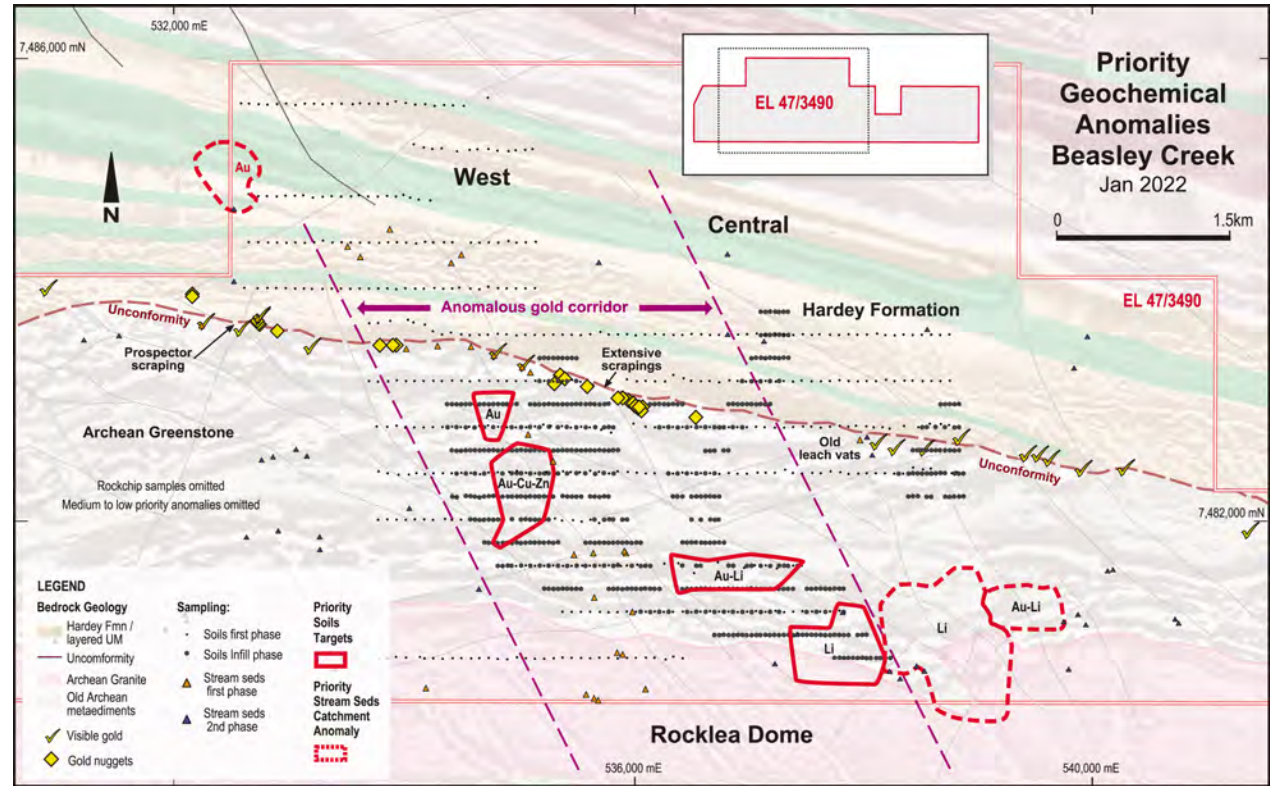 532,000 mE
7,486,000 mN
EL 47/3490
Priority
Geochemical
Anomalies
Beasley Creek
Jan 2022
0 1.5km
N
Au
West
Central
Anomalous gold corridor
Hardey Formation
EL 47/3490
Unconformity
Prospector
scraping
Extensive
scrapings
Au
Archean Greenstone
Old
leach vats
Unconformity
Rockchip samples omitted
Medium to low priority anomalies omitted
Au-Cu-Zn
7,482,000 mN
Au-Li
Au-Li
Li
Li
LEGEND
Bedrock Geology
Hardey Fmn /
layered UM
Uncomformity
Archean Granite
Old Archean
metaediments
Visible gold
Gold nuggets
Sampling:
Soils first phase
Soils Infill phase
Stream seds
first phase
Stream seds
2nd phase
Priority
Soils
Targets
Priority
Stream Seds
Catchment
Anomaly
Rocklea Dome
536,000 mE
540,000 mE